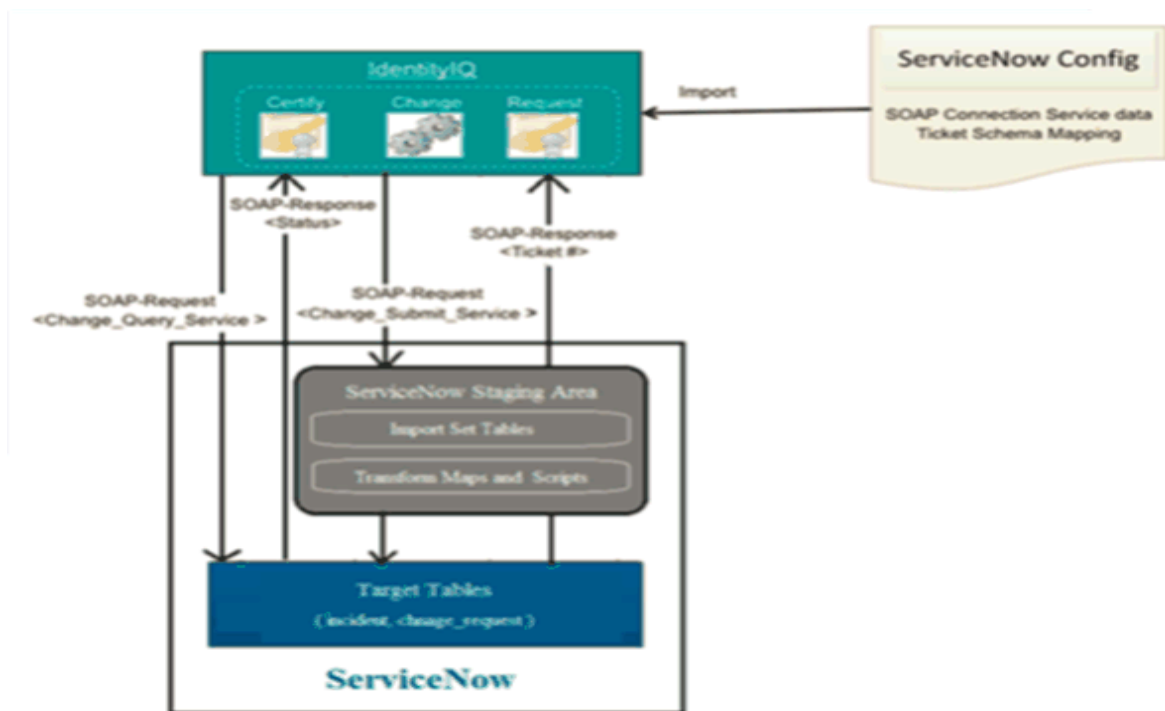 IdentityIQ
Certify Change Request
Import
ServiceNow Config
SOAP Connection Service data
Ticket Schema Mapping
SOAP-Response
<Status>
SOAP-Response
<Ticket #>
SOAP-Request
<Change_Query_Service >
SOAP-Request
<Change_Submit_Service >
ServiceNow Staging Area
Import Set Tables
Transform Maps and Scripts
Target Tables
{incident, chnage_request }
ServiceNow